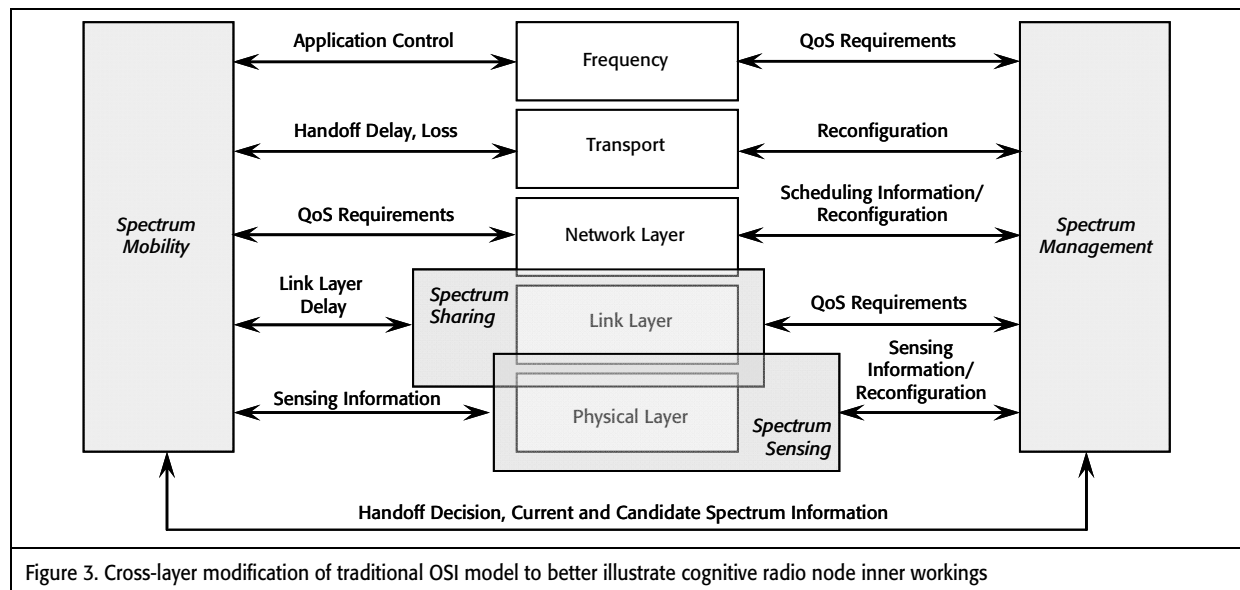 Application Control
Frequency
QoS Requirements
Handoff Delay, Loss
Transport
Reconfiguration
Spectrum
Mobility
QoS Requirements
Network Layer
Scheduling Information/
Reconfiguration
Spectrum
Management
Link Layer
Delay
Spectrum
Sharing
Link Layer
QoS Requirements
Sensing Information
Physical Layer
Spectrum
Sensing
Sensing
Information/
Reconfiguration
Handoff Decision, Current and Candidate Spectrum Information
Figure 3. Cross-layer modification of traditional OSI model to better illustrate cognitive radio node inner workings